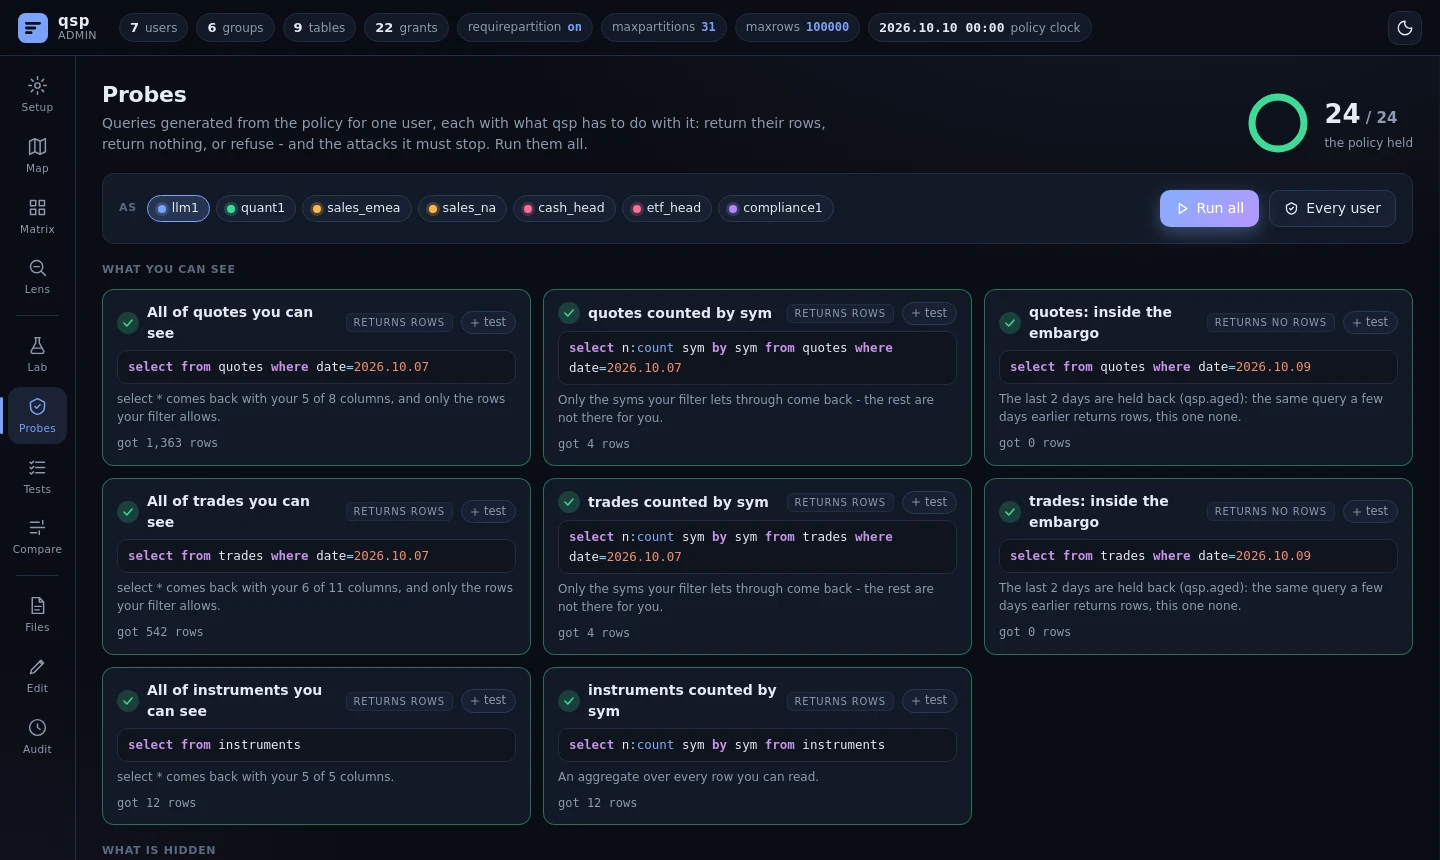 qsp
ADMIN
7 users
6 groups
9 tables
22 grants
requirepartition on
maxpartitions 31
maxrows 100000
2026.10.10 00:00 policy clock
Setup
Map
Matrix
Lens
Lab
Probes
Tests
Compare
Files
Edit
Audit
Probes
Queries generated from the policy for one user, each with what qsp has to do with it: return their rows,
return nothing, or refuse - and the attacks it must stop. Run them all.
24 / 24
the policy held
AS
llm1
quant1
sales_emea
sales_na
cash_head
etf_head
compliance1
Run all
Every user
WHAT YOU CAN SEE
All of quotes you can
see
RETURNS ROWS
+ test
select from quotes where date=2026.10.07
select * comes back with your 5 of 8 columns, and only the rows
your filter allows.
got 1,363 rows
quotes counted by sym
RETURNS ROWS
+ test
select n:count sym by sym from quotes where
date=2026.10.07
Only the syms your filter lets through come back - the rest are
not there for you.
got 4 rows
quotes: inside the
embargo
RETURNS NO ROWS
+ test
select from quotes where date=2026.10.09
The last 2 days are held back (qsp.aged): the same query a few
days earlier returns rows, this one none.
got 0 rows
All of trades you can
see
RETURNS ROWS
+ test
select from trades where date=2026.10.07
select * comes back with your 6 of 11 columns, and only the rows
your filter allows.
got 542 rows
trades counted by sym
RETURNS ROWS
+ test
select n:count sym by sym from trades where
date=2026.10.07
Only the syms your filter lets through come back - the rest are
not there for you.
got 4 rows
trades: inside the
embargo
RETURNS NO ROWS
+ test
select from trades where date=2026.10.09
The last 2 days are held back (qsp.aged): the same query a few
days earlier returns rows, this one none.
got 0 rows
All of instruments you
can see
RETURNS ROWS
+ test
select from instruments
select * comes back with your 5 of 5 columns.
got 12 rows
instruments counted by
sym
RETURNS ROWS
+ test
select n:count sym by sym from instruments
An aggregate over every row you can read.
got 12 rows
WHAT IS HIDDEN